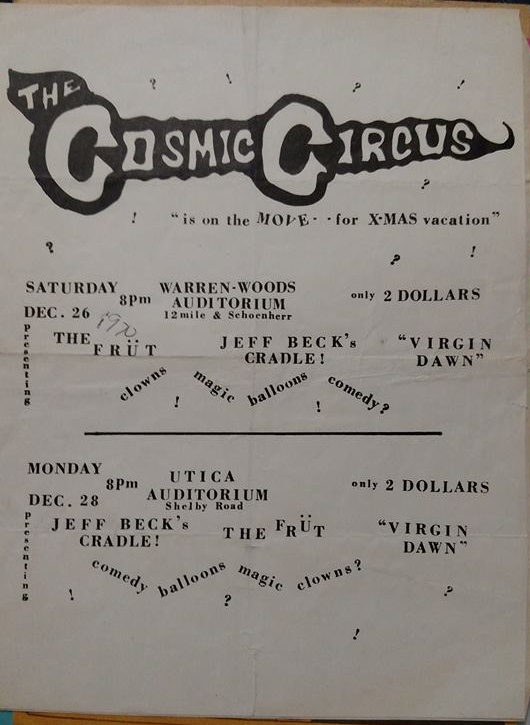 THE
COSMIC CIRCUS
? ! ? !
?
! "is on the MOVE- - for X-MAS vacation"
? ? !
SATURDAY 8pm WARREN-WOODS only 2 DOLLARS
DEC. 26 AUDITORIUM
1970 12mile & Schoenherr
presenting THE FRÜT JEFF BECK's CRADLE! "VIRGIN DAWN"
clowns magic balloons comedy?
! !
MONDAY 8pm UTICA only 2 DOLLARS
DEC. 28 AUDITORIUM
Shelby Road
presenting JEFF BECK's CRADLE! THE FRÜT "VIRGIN DAWN"
comedy balloons magic clowns?
! ? ?
!